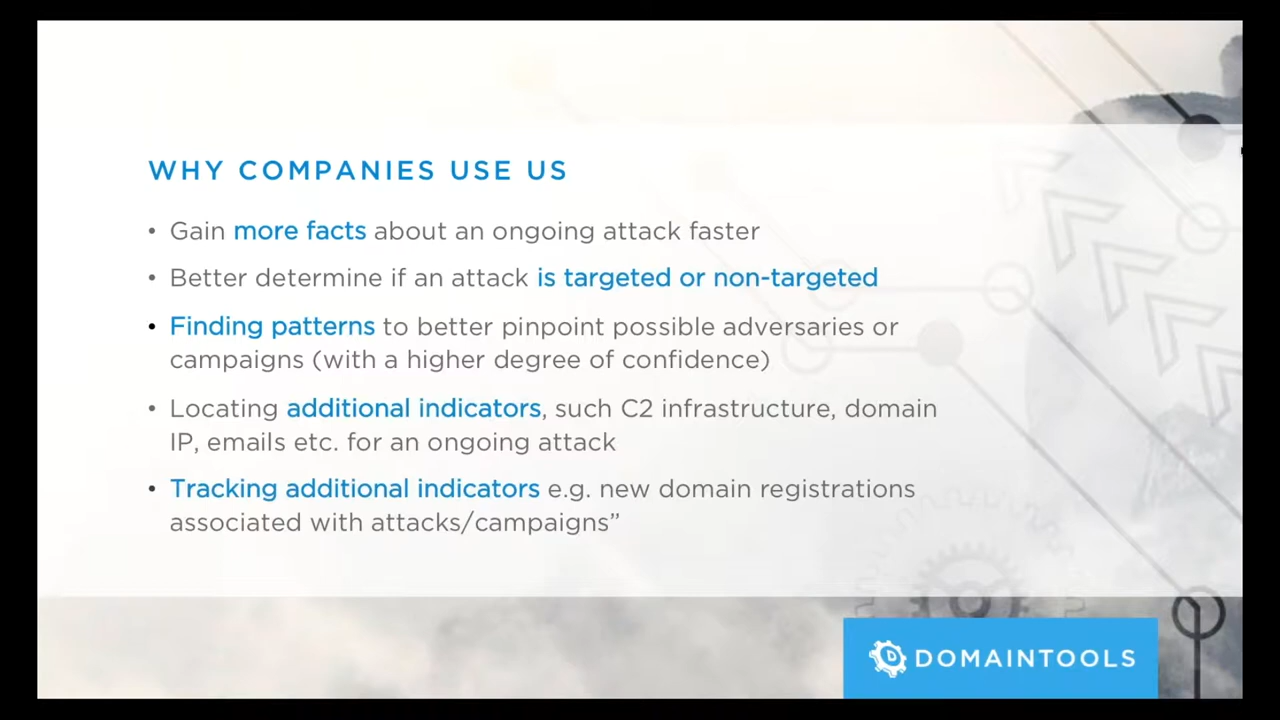 WHY COMPANIES USE US
• Gain more facts about an ongoing attack faster
• Better determine if an attack is targeted or non-targeted
• Finding patterns to better pinpoint possible adversaries or
campaigns (with a higher degree of confidence)
• Locating additional indicators, such C2 infrastructure, domain
IP, emails etc. for an ongoing attack
• Tracking additional indicators e.g. new domain registrations
associated with attacks/campaigns”
DOMAINTOOLS